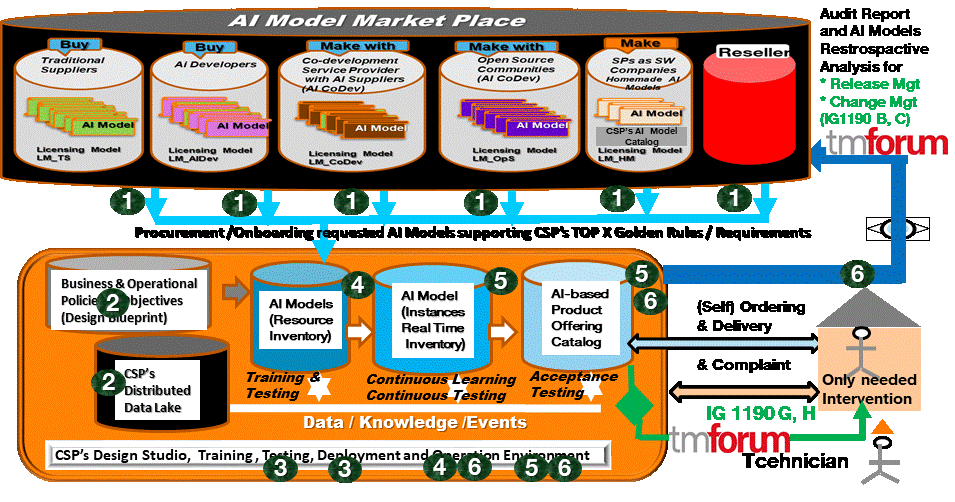 AI Model Market Place
Audit Report
and AI Models
Restrospactive
Analysis for
* Release Mgt
* Change Mgt
(IG1190 B, C)
tmforum
Buy
Traditional
Suppliers
AI Model
Licensing Model
LM_TS
Buy
AI Developers
AI Model
Licensing Model
LM_AIDev
Make with
Co-development
Service Provider
with AI Suppliers
(AI CoDev)
AI Model
Licensing Model
LM_CoDev
Make with
Open Source
Communities
(AI CoDev)
AI Model
Licensing Model
LM_OpS
Make
SPs as SW
Companies
Homemade AI
Models
AI Model
CSP's AI Model
Catalog
Licensing Model
LM_HM
Reseller
1 1 1 1 1 1
Procurement /Onboarding requested AI Models supporting CSP's TOP X Golden Rules / Requirements
Business & Operational
Policie 2 bjectives
(Design Blueprint)
2
CSP's
Distributed
Data Lake
4
AI Models
(Resource
Inventory)
Training &
Testing
5
AI Model
(Instances
Real Time
Inventory)
Continuous Learning
Continuous Testing
5
6
AI-based
Product
Offering
Catalog
Acceptance
Testing
Data / Knowledge /Events
CSP's Design Studio, Training , Testing, Deployment and Operation Environment
3 3 4 6 5 6
(Self) Ordering
& Delivery
& Complaint
IG 1190 G, H
tmforum
6
Only needed
Intervention
Tcehnician